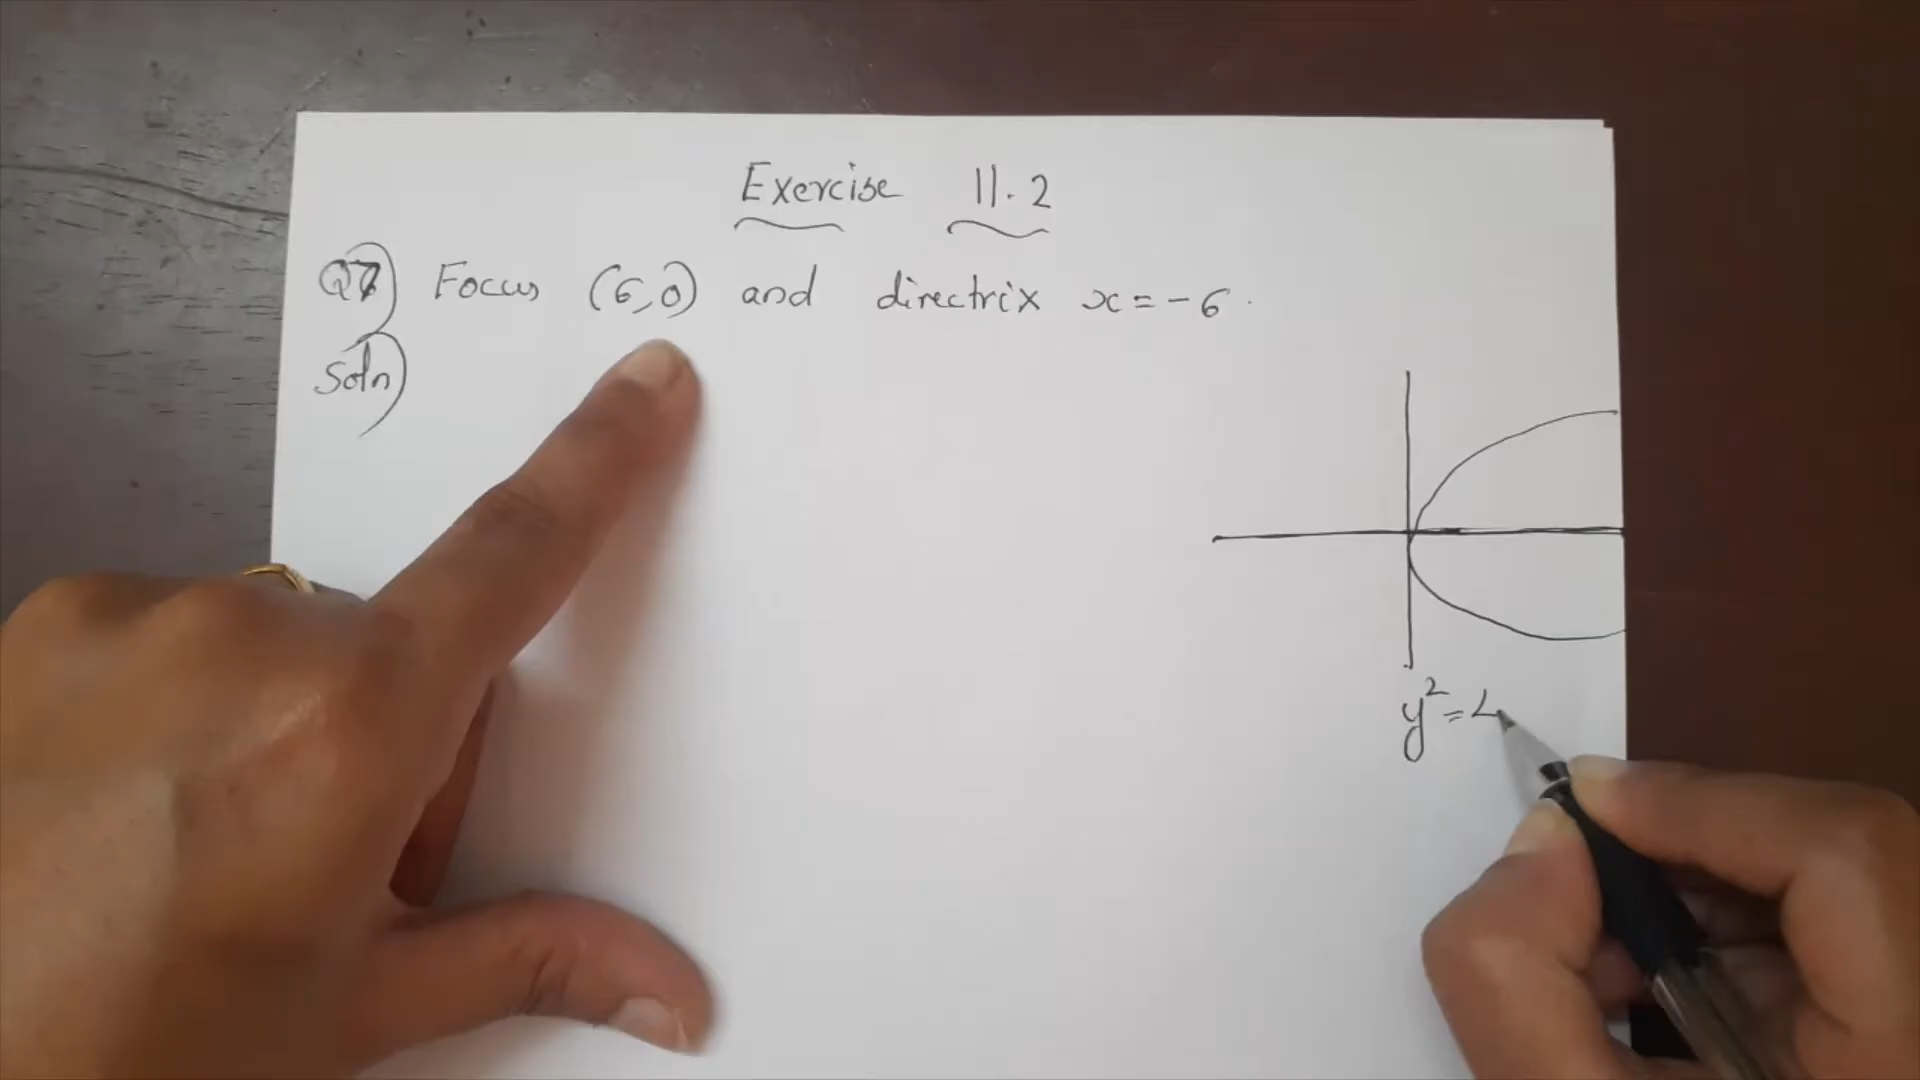 Exercise 11.2
Q7) Focus (6,0) and directrix x = -6.
Soln)
y² = 4